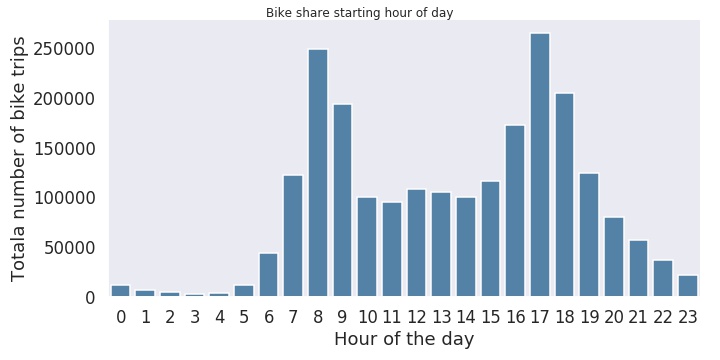 Bike share starting hour of day
Totala number of bike trips
250000
200000
150000
100000
50000
0
0 1 2 3 4 5 6 7 8 9 10 11 12 13 14 15 16 17 18 19 20 21 22 23
Hour of the day